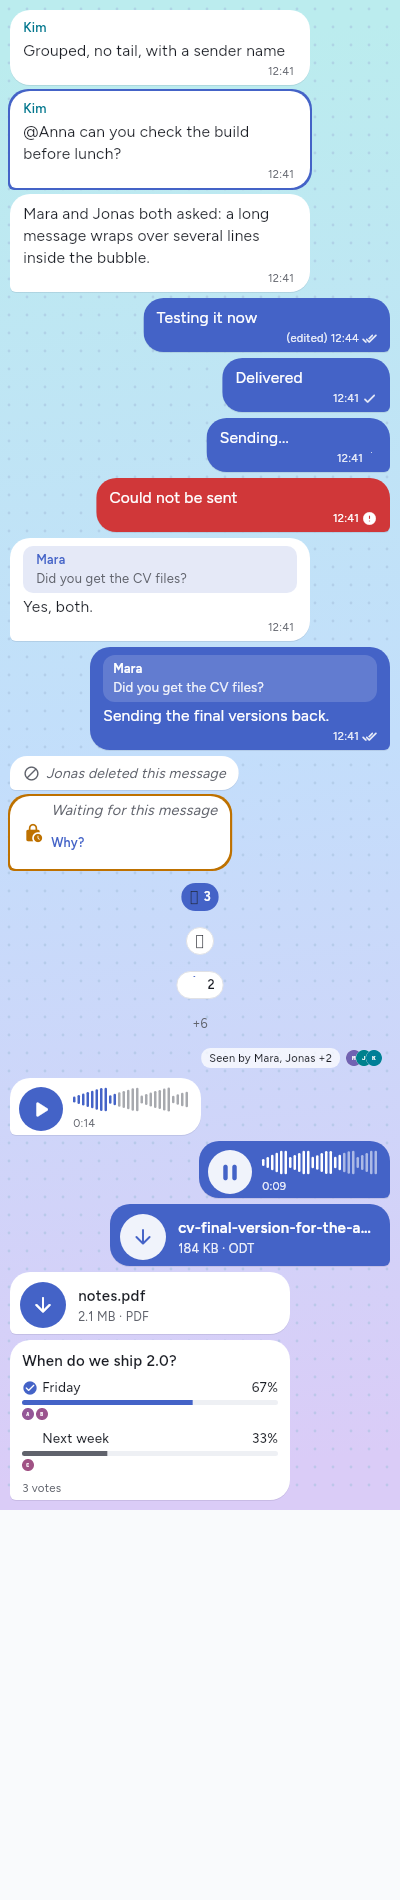 Kim
Grouped, no tail, with a sender name
12:41
Kim
@Anna can you check the build
before lunch?
12:41
Mara and Jonas both asked: a long
message wraps over several lines
inside the bubble.
12:41
Testing it now
(edited) 12:44
Delivered
12:41
Sending...
12:41
Could not be sent
12:41
Mara
Did you get the CV files?
Yes, both.
12:41
Mara
Did you get the CV files?
Sending the final versions back.
12:41
Jonas deleted this message
Waiting for this message
Why?
3
2
+6
Seen by Mara, Jonas +2
0:14
0:09
cv-final-version-for-the-a...
184 KB · ODT
notes.pdf
2.1 MB · PDF
When do we ship 2.0?
Friday 67%
Next week 33%
3 votes